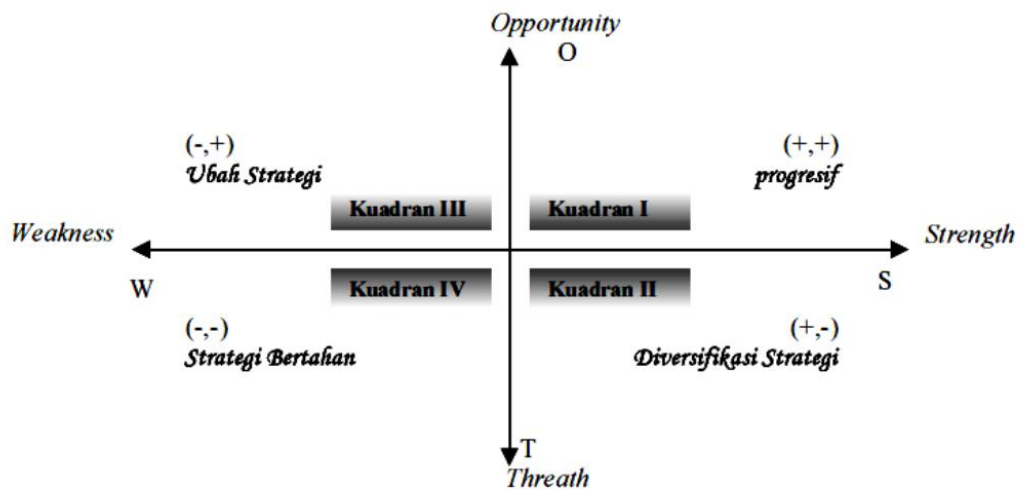 Opportunity
O
(-,+)
Ubah Strategi
(+,+)
progresif
Kuadran III
Kuadran I
Weakness
Strength
W
S
Kuadran IV
Kuadran II
(-,-)
Strategi Bertahan
(+,-)
Diversifikasi Strategi
T
Threath